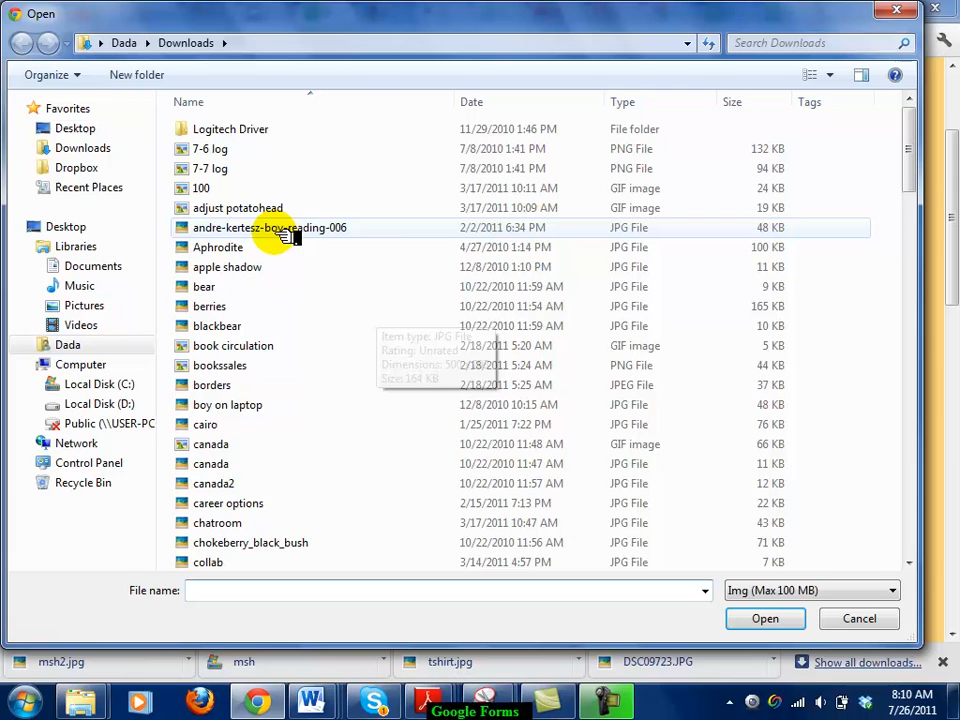 Open
Dada Downloads
Search Downloads
Organize New folder
Name Date Type Size Tags
Favorites
Desktop
Downloads
Dropbox
Recent Places
Desktop
Libraries
Documents
Music
Pictures
Videos
Dada
Computer
Local Disk (C:)
Local Disk (D:)
Public (\\USER-PC
Network
Control Panel
Recycle Bin
Logitech Driver 11/29/2010 1:46 PM File folder
7-6 log 7/8/2010 1:41 PM PNG File 132 KB
7-7 log 7/8/2010 1:41 PM PNG File 94 KB
100 3/17/2011 10:11 AM GIF image 24 KB
adjust potatohead 3/17/2011 10:09 AM GIF image 19 KB
andre-kertesz-boy-reading-006 2/2/2011 6:34 PM JPG File 48 KB
Aphrodite 4/27/2010 1:14 PM JPG File 100 KB
apple shadow 12/8/2010 1:10 PM JPG File 11 KB
bear 10/22/2010 11:59 AM JPG File 9 KB
berries 10/22/2010 11:54 AM JPG File 165 KB
blackbear 10/22/2010 11:59 AM JPG File 10 KB
book circulation 2/18/2011 5:20 AM GIF image 5 KB
booksales 2/18/2011 5:24 AM PNG File 44 KB
borders 2/18/2011 5:25 AM JPEG File 37 KB
boy on laptop 12/8/2010 10:15 AM JPG File 48 KB
cairo 1/25/2011 7:22 PM JPG File 76 KB
canada 10/22/2010 11:48 AM GIF image 66 KB
canada 10/22/2010 11:47 AM JPG File 11 KB
canada2 10/22/2010 11:57 AM JPG File 12 KB
career options 2/15/2011 7:13 PM JPG File 22 KB
chatroom 3/17/2011 10:47 AM JPG File 43 KB
chokeberry_black_bush 10/22/2010 11:56 AM JPG File 71 KB
collab 3/14/2011 4:57 PM JPG File 7 KB
Item type: JPG File
Rating: Unrated
Dimensions: 500
Size: 164 KB
File name: Img (Max 100 MB)
Open Cancel
msh2.jpg msh tshirt.jpg DSC09723.JPG Show all downloads...
Google Forms
8:10 AM
7/26/2011